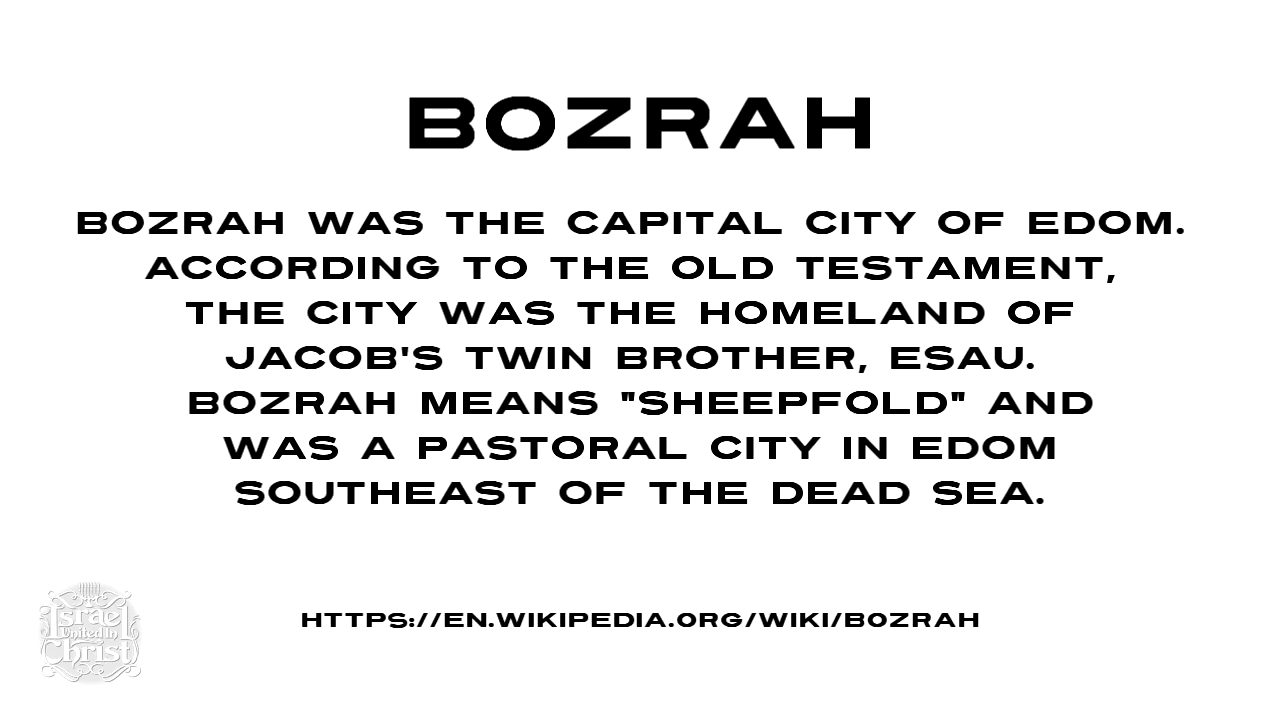 BOZRAH
BOZRAH WAS THE CAPITAL CITY OF EDOM.
ACCORDING TO THE OLD TESTAMENT,
THE CITY WAS THE HOMELAND OF
JACOB'S TWIN BROTHER, ESAU.
BOZRAH MEANS "SHEEPFOLD" AND
WAS A PASTORAL CITY IN EDOM
SOUTHEAST OF THE DEAD SEA.
HTTPS://EN.WIKIPEDIA.ORG/WIKI/BOZRAH
Israel
United In
Christ